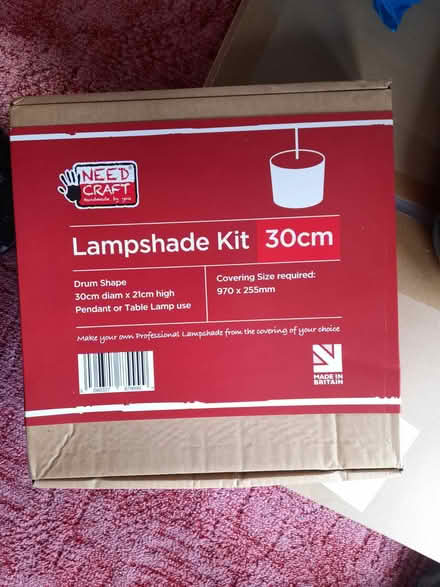 NEED
CRAFT
handmade by you
Lampshade Kit 30cm
Drum Shape
30cm diam x 21cm high
Pendant or Table Lamp use
Covering Size required:
970 x 255mm
Make your own Professional Lampshade from the covering of your choice
MADE IN
BRITAIN